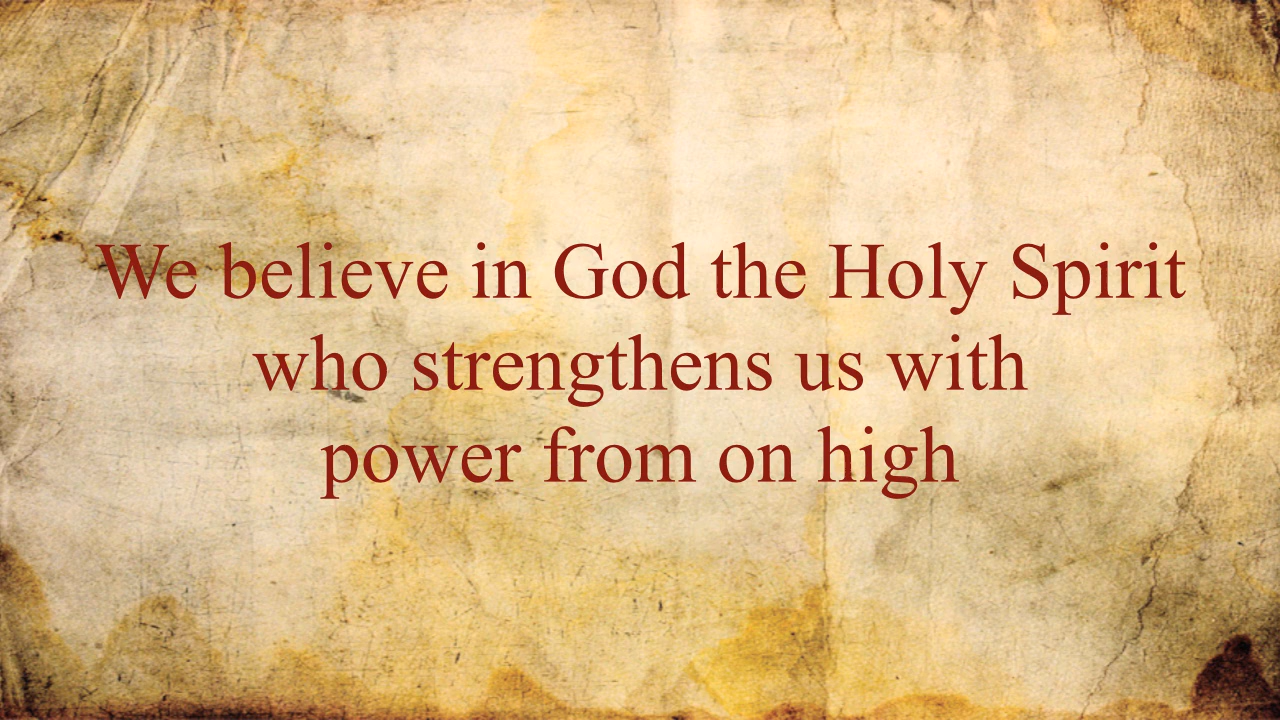 We believe in God the Holy Spirit
who strengthens us with
power from on high